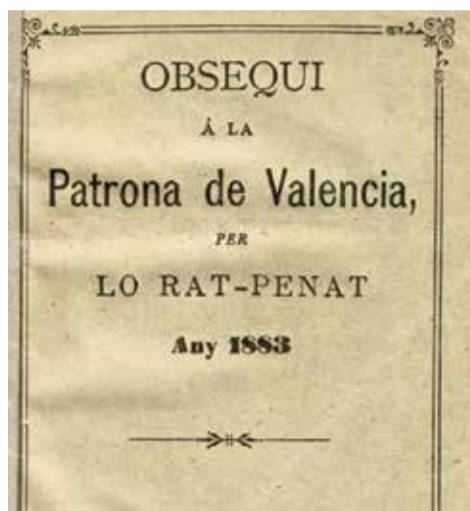 OBSEQUI
Á LA
Patrona de Valencia,
PER
LO RAT-PENAT
Any 1883